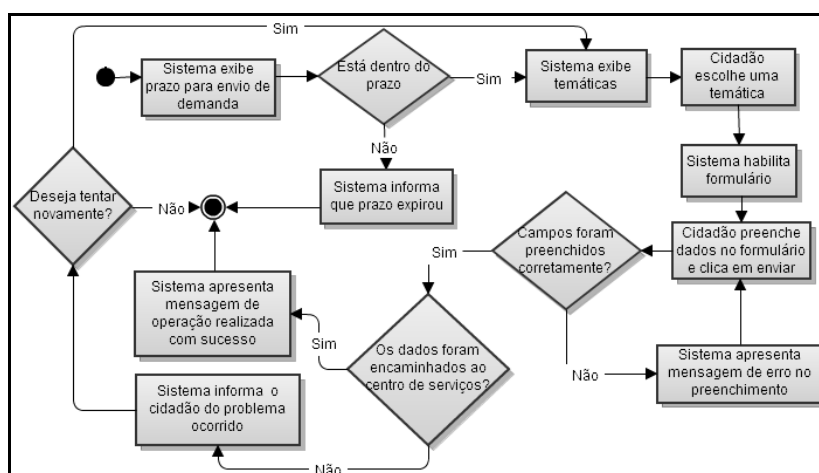 Sim
Sistema exibe
prazo para envio de
demanda
Está dentro do
prazo
Sim
Sistema exibe
temáticas
Cidadão
escolhe uma
temática
Não
Sistema habilita
formulário
Deseja tentar
novamente?
Não
Sistema informa
que prazo expirou
Campos foram
preenchidos
corretamente?
Sim
Cidadão preenche
dados no formulário
e clica em enviar
Sistema apresenta
mensagem de
operação realizada
com sucesso
Sim
Os dados foram
encaminhados ao
centro de serviços?
Não
Sistema apresenta
mensagem de erro no
preenchimento
Sistema informa o
cidadão do problema
ocorrido
Não